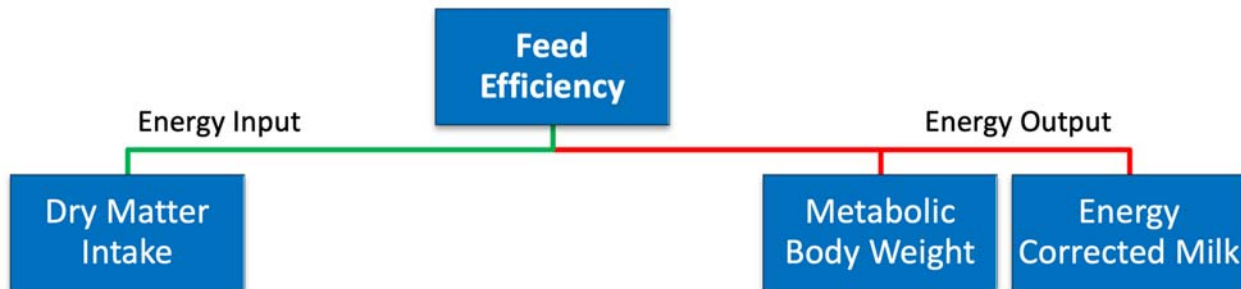 Feed
Efficiency
Energy Input
Energy Output
Dry Matter
Intake
Metabolic
Body Weight
Energy
Corrected Milk